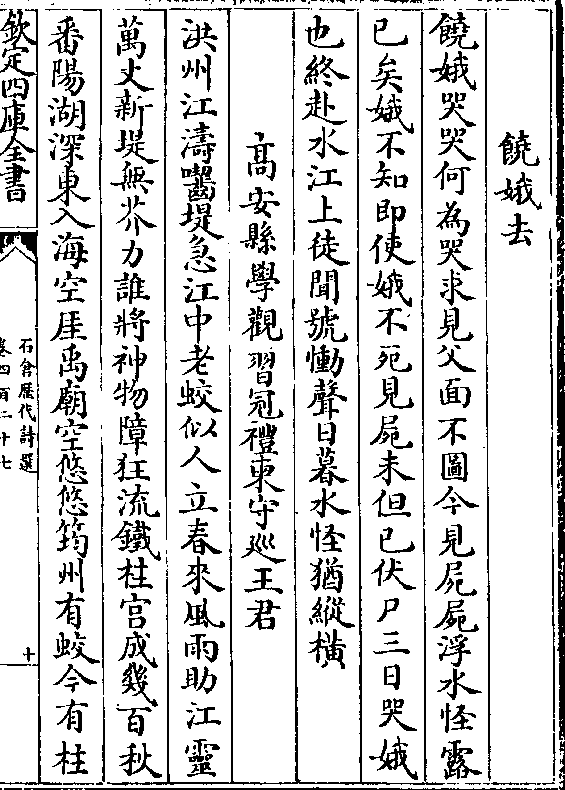 饒娥去
饒娥哭哭何為哭求見父面不圖今見屍屍浮水怪露
已矣娥不知即使娥不死見屍未但已伏尸三日哭娥
也終赴水江上徒聞號慟聲日暮水怪猶縱橫
高安縣學觀習冠禮柬守廵王君
洪州江濤嚙堤急江中老蛟似人立春來風雨助江靈
萬丈新堤無芥力誰將神物障狂流鐵柱宮成幾百秋
番陽湖深東入海空厓禹廟空悠悠筠州有蛟今有柱
欽定四庫全書
石倉歷代詩選
卷四百二十七
十